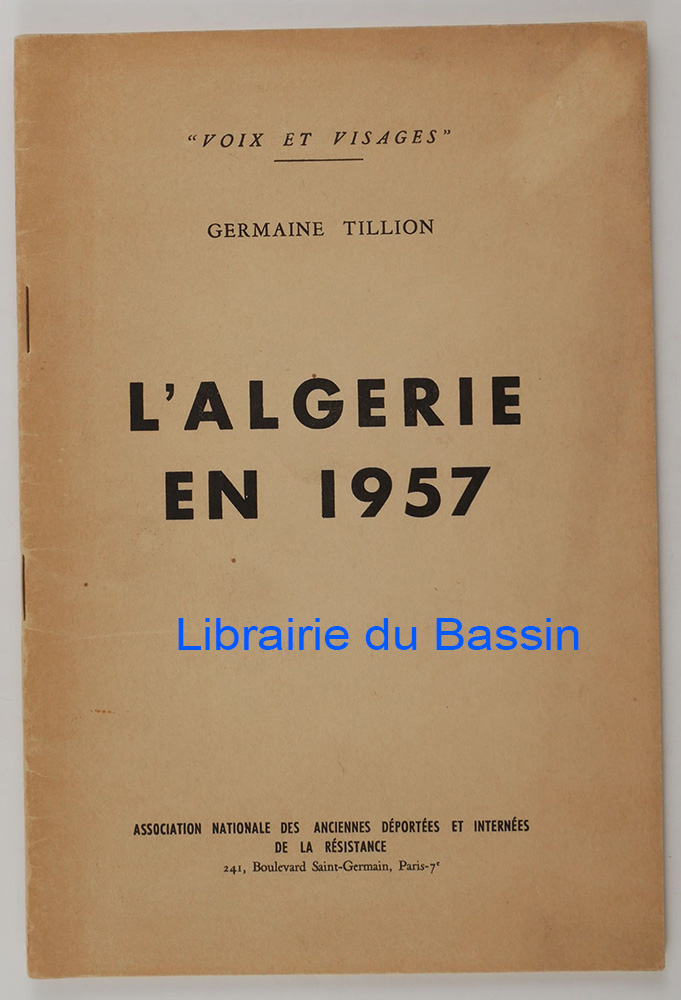 "VOIX ET VISAGES"
GERMAINE TILLION
L'ALGERIE
EN 1957
Librairie du Bassin
ASSOCIATION NATIONALE DES ANCIENNES DÉPORTÉES ET INTERNÉES
DE LA RÉSISTANCE
241, Boulevard Saint-Germain, Paris-7ᵉ